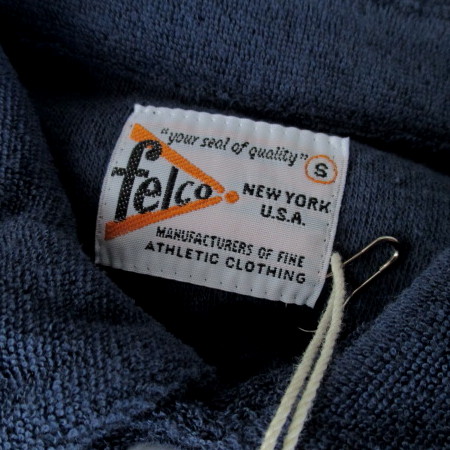 "your seal of quality" S
felco
NEW YORK
U.S.A.
MANUFACTURERS OF FINE
ATHLETIC CLOTHING